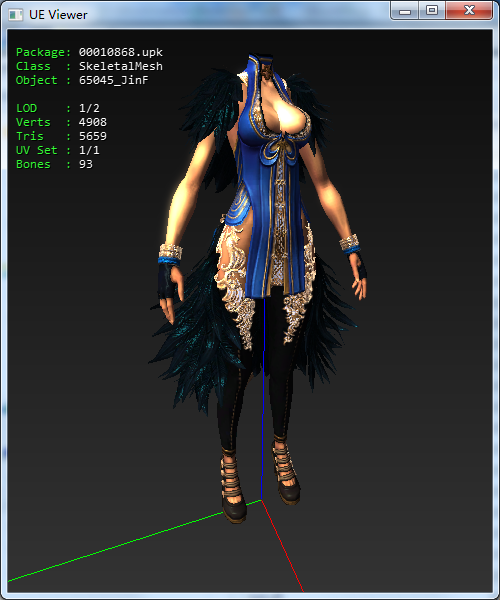 UE Viewer
Package: 00010868.upk
Class  : SkeletalMesh
Object : 65045_JinF
LOD    : 1/2
Verts  : 4908
Tris   : 5659
UV Set : 1/1
Bones  : 93